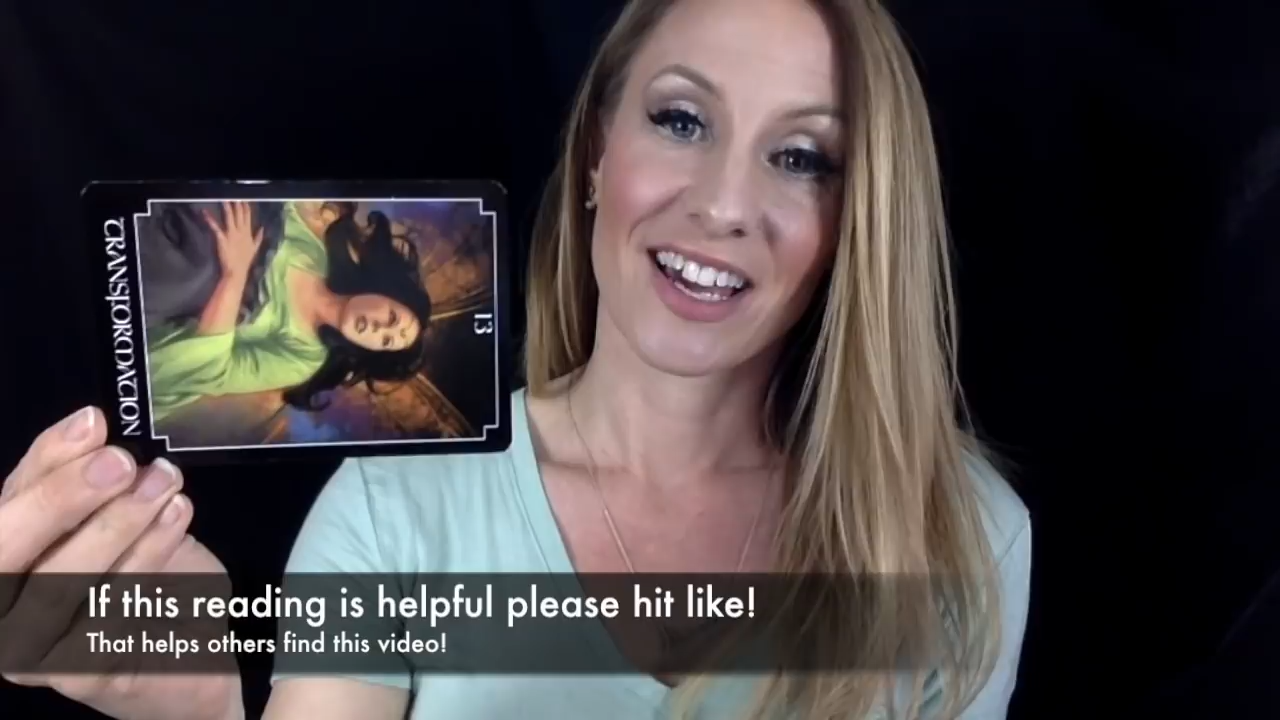 TRANSFORMATION
13
If this reading is helpful please hit like!
That helps others find this video!